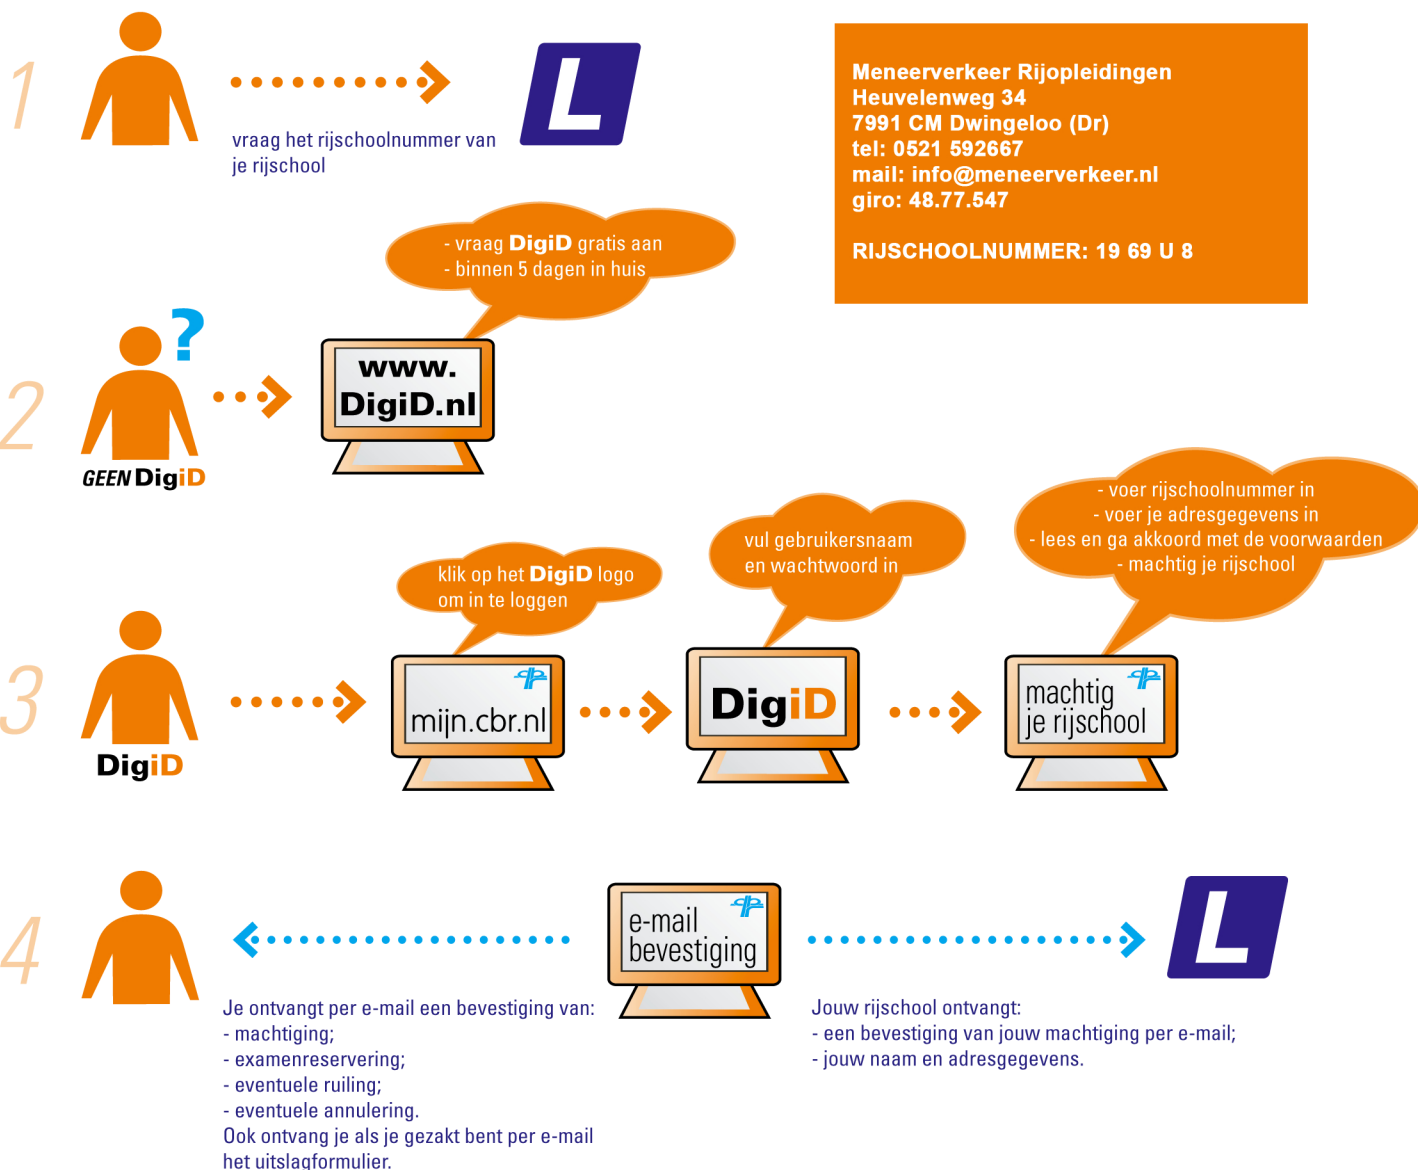 1
L
vraag het rijschoolnummer van
je rijschool
Meneerverkeer Rijopleidingen
Heuvelenweg 34
7991 CM Dwingeloo (Dr)
tel: 0521 592667
mail: info@meneerverkeer.nl
giro: 48.77.547
RIJSCHOOLNUMMER: 19 69 U 8
2
?
GEEN DigiD
- vraag DigiD gratis aan
- binnen 5 dagen in huis
www.
DigiD.nl
3
DigiD
klik op het DigiD logo
om in te loggen
mijn.cbr.nl
vul gebruikersnaam
en wachtwoord in
DigiD
- voer rijschoolnummer in
- voer je adresgegevens in
- lees en ga akkoord met de voorwaarden
- machtig je rijschool
machtig
je rijschool
4
e-mail
bevestiging
L
Je ontvangt per e-mail een bevestiging van:
- machtiging;
- examenreservering;
- eventuele ruiling;
- eventuele annulering.
Ook ontvang je als je gezakt bent per e-mail
het uitslagformulier.
Jouw rijschool ontvangt:
- een bevestiging van jouw machtiging per e-mail;
- jouw naam en adresgegevens.